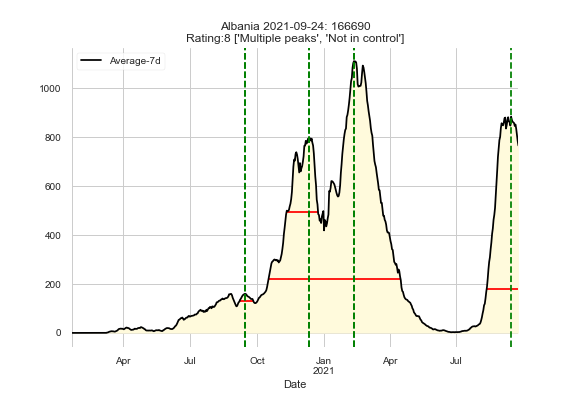 Albania 2021-09-24: 166690
Rating:8 ['Multiple peaks', 'Not in control']
Average-7d
1000
800
600
400
200
0
Apr Jul Oct Jan Apr Jul
2021
Date